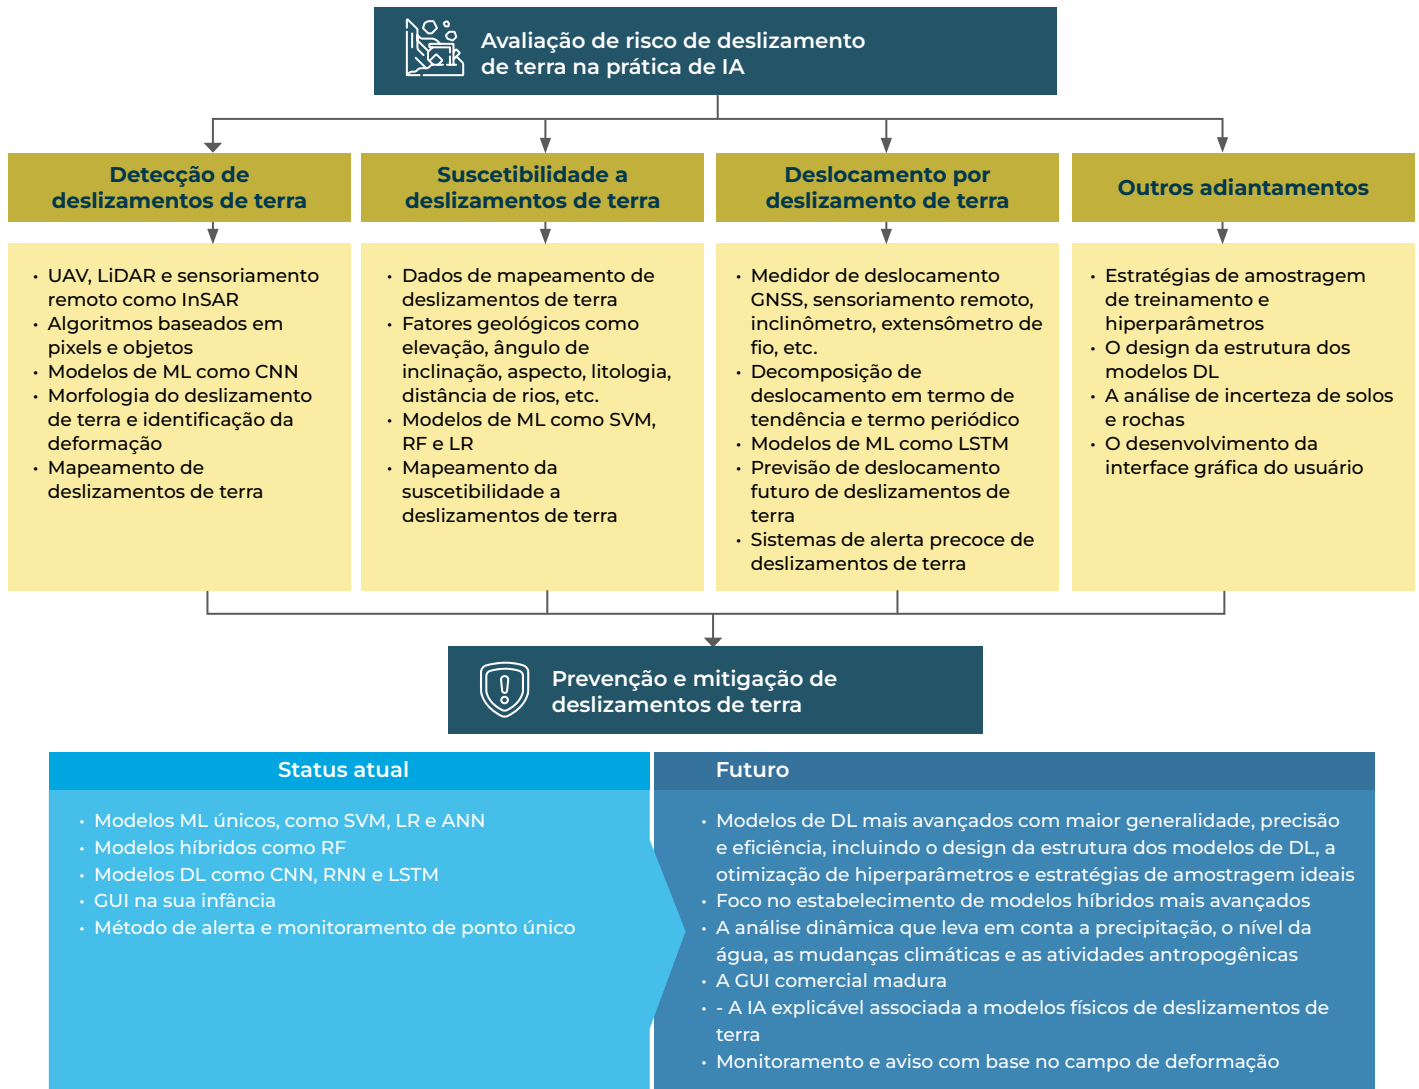 Avaliação de risco de deslizamento
de terra na prática de IA
Detecção de
deslizamentos de terra
Suscetibilidade a
deslizamentos de terra
Deslocamento por
deslizamento de terra
Outros adiantamentos
• UAV, LiDAR e sensoriamento
remoto como InSAR
• Algoritmos baseados em
pixels e objetos
• Modelos de ML como CNN
• Morfologia do deslizamento
de terra e identificação da
deformação
• Mapeamento de
deslizamentos de terra
• Dados de mapeamento de
deslizamentos de terra
• Fatores geológicos como
elevação, ângulo de
inclinação, aspecto, litologia,
distância de rios, etc.
• Modelos de ML como SVM,
RF e LR
• Mapeamento da
suscetibilidade a
deslizamentos de terra
• Medidor de deslocamento
GNSS, sensoriamento remoto,
inclinômetro, extensômetro de
fio, etc.
• Decomposição de
deslocamento em termo de
tendência e termo periódico
• Modelos de ML como LSTM
• Previsão de deslocamento
futuro de deslizamentos de
terra
• Sistemas de alerta precoce de
deslizamentos de terra
• Estratégias de amostragem
de treinamento e
hiperparâmetros
• O design da estrutura dos
modelos DL
• A análise de incerteza de solos
e rochas
• O desenvolvimento da
interface gráfica do usuário
Prevenção e mitigação de
deslizamentos de terra
Status atual
• Modelos ML únicos, como SVM, LR e ANN
• Modelos híbridos como RF
• Modelos DL como CNN, RNN e LSTM
• GUI na sua infância
• Método de alerta e monitoramento de ponto único
Futuro
• Modelos de DL mais avançados com maior generalidade, precisão
e eficiência, incluindo o design da estrutura dos modelos de DL, a
otimização de hiperparâmetros e estratégias de amostragem ideais
• Foco no estabelecimento de modelos híbridos mais avançados
• A análise dinâmica que leva em conta a precipitação, o nível da
água, as mudanças climáticas e as atividades antropogênicas
• A GUI comercial madura
• - A IA explicável associada a modelos físicos de deslizamentos de
terra
• Monitoramento e aviso com base no campo de deformação